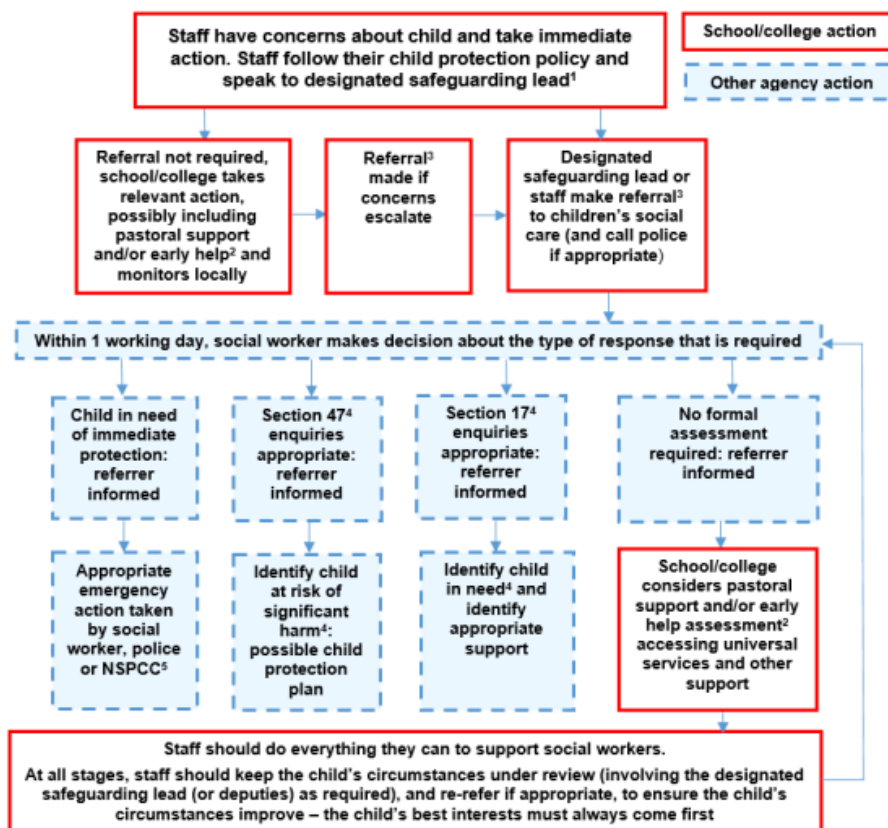 Staff have concerns about child and take immediate
action. Staff follow their child protection policy and
speak to designated safeguarding lead¹
School/college action
Other agency action
Referral not required,
school/college takes
relevant action,
possibly including
pastoral support
and/or early help² and
monitors locally
Referral³
made if
concerns
escalate
Designated
safeguarding lead or
staff make referral³
to children's social
care (and call police
if appropriate)
Within 1 working day, social worker makes decision about the type of response that is required
Child in need
of immediate
protection:
referrer
informed
Section 47⁴
enquiries
appropriate:
referrer
informed
Section 17⁴
enquiries
appropriate:
referrer
informed
No formal
assessment
required: referrer
informed
Appropriate
emergency
action taken
by social
worker, police
or NSPCC⁵
Identify child
at risk of
significant
harm⁴:
possible child
protection
plan
Identify child
in need⁴ and
identify
appropriate
support
School/college
considers pastoral
support and/or early
help assessment²
accessing universal
services and other
support
Staff should do everything they can to support social workers.
At all stages, staff should keep the child's circumstances under review (involving the designated
safeguarding lead (or deputies) as required), and re-refer if appropriate, to ensure the child's
circumstances improve – the child's best interests must always come first